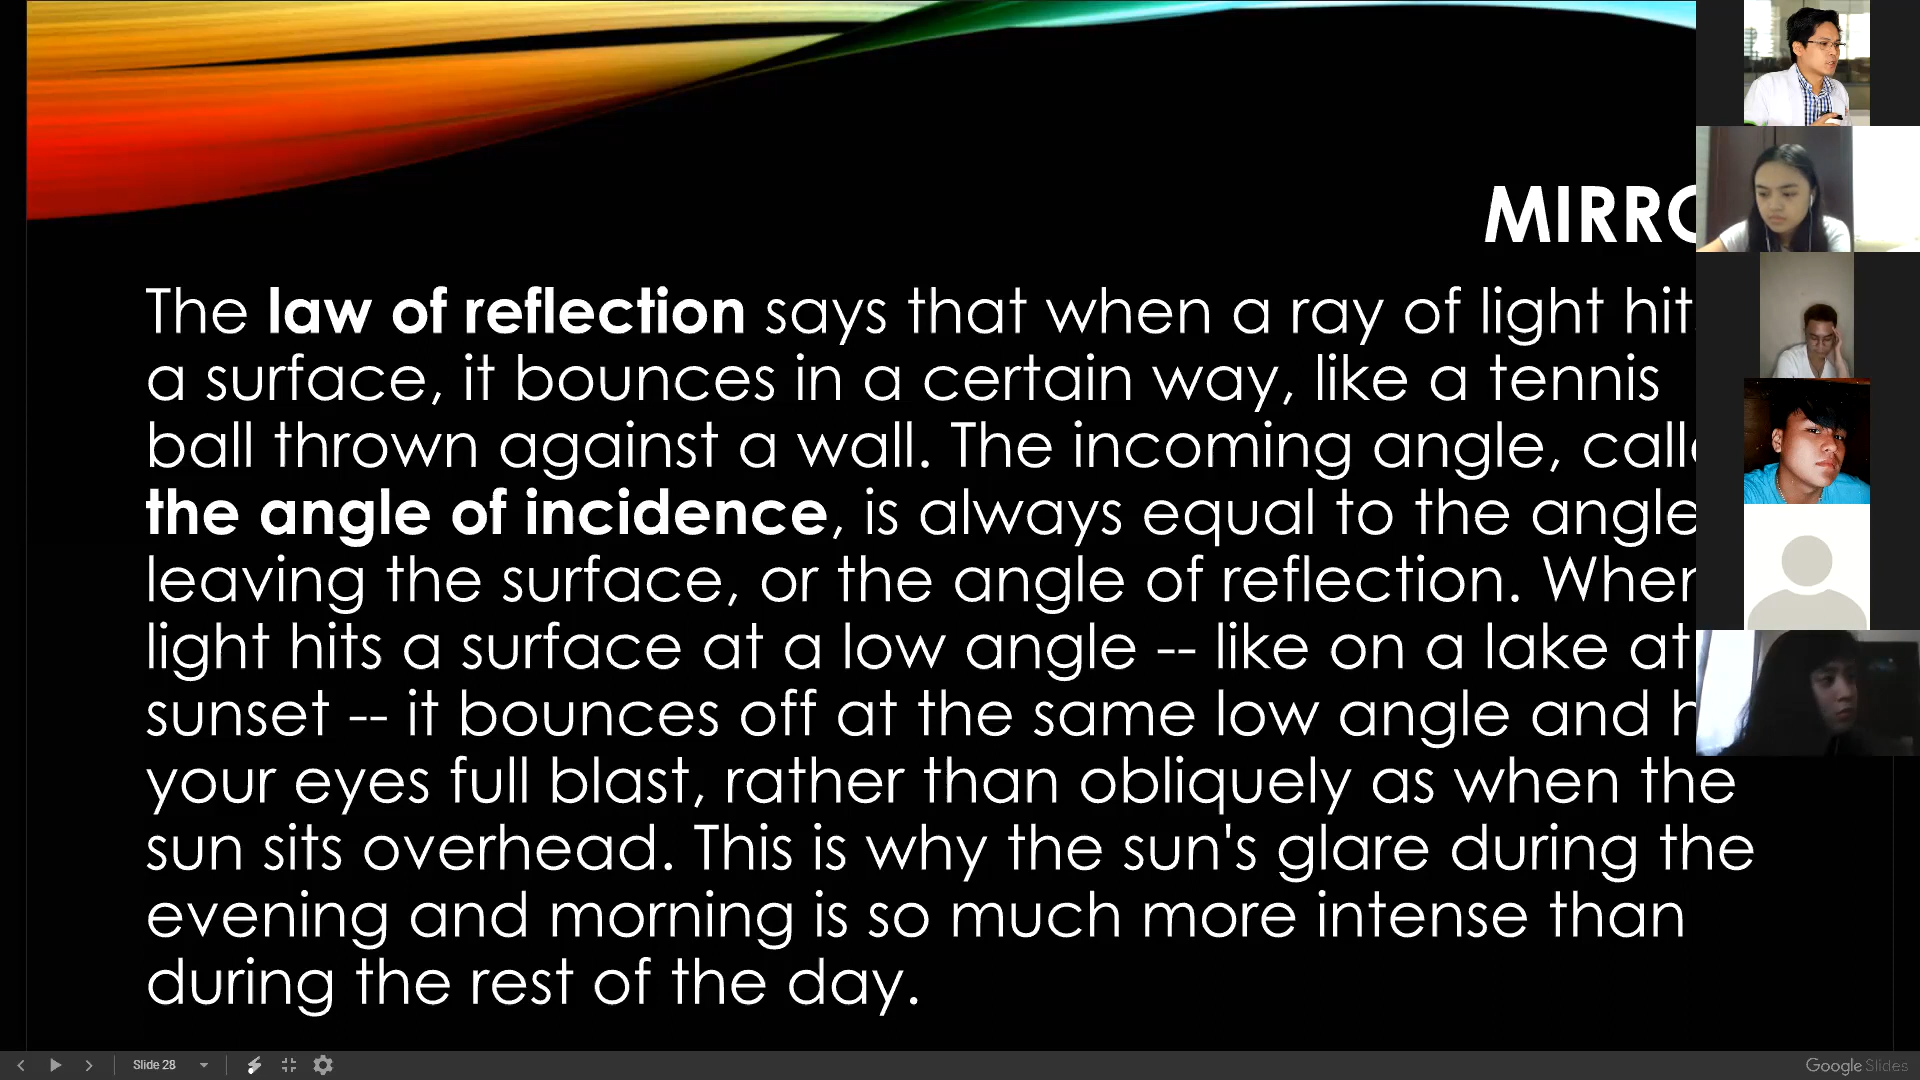 MIRRO
The law of reflection says that when a ray of light hit
a surface, it bounces in a certain way, like a tennis
ball thrown against a wall. The incoming angle, call
the angle of incidence, is always equal to the angle
leaving the surface, or the angle of reflection. When
light hits a surface at a low angle -- like on a lake at
sunset -- it bounces off at the same low angle and h
your eyes full blast, rather than obliquely as when the
sun sits overhead. This is why the sun's glare during the
evening and morning is so much more intense than
during the rest of the day.
Slide 28
Google Slides